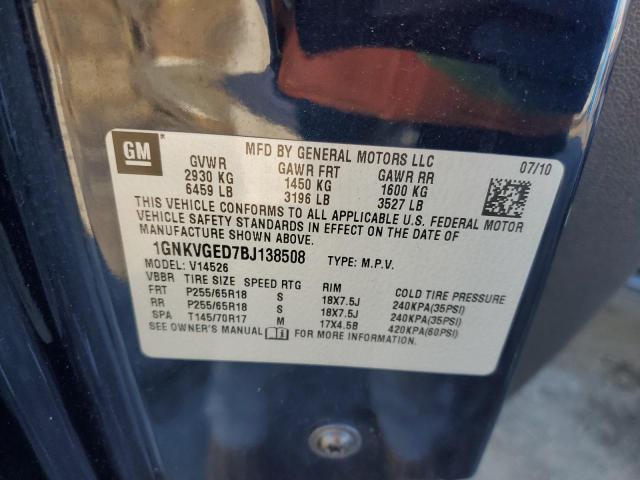 GM
MFD BY GENERAL MOTORS LLC
07/10
GVWR GAWR FRT GAWR RR
2930 KG 1450 KG 1600 KG
6459 LB 3196 LB 3527 LB
THIS VEHICLE CONFORMS TO ALL APPLICABLE U.S. FEDERAL MOTOR
VEHICLE SAFETY STANDARDS IN EFFECT ON THE DATE OF
MANUFACTURE SHOWN ABOVE.
1GNKVGED7BJ138508 TYPE: M.P.V.
MODEL: V14526
VBBR TIRE SIZE SPEED RTG RIM COLD TIRE PRESSURE
FRT P255/65R18 S 18X7.5J 240KPA(35PSI)
RR P255/65R18 S 18X7.5J 240KPA(35PSI)
SPA T145/70R17 M 17X4.5B 420KPA(60PSI)
SEE OWNER'S MANUAL FOR MORE INFORMATION.